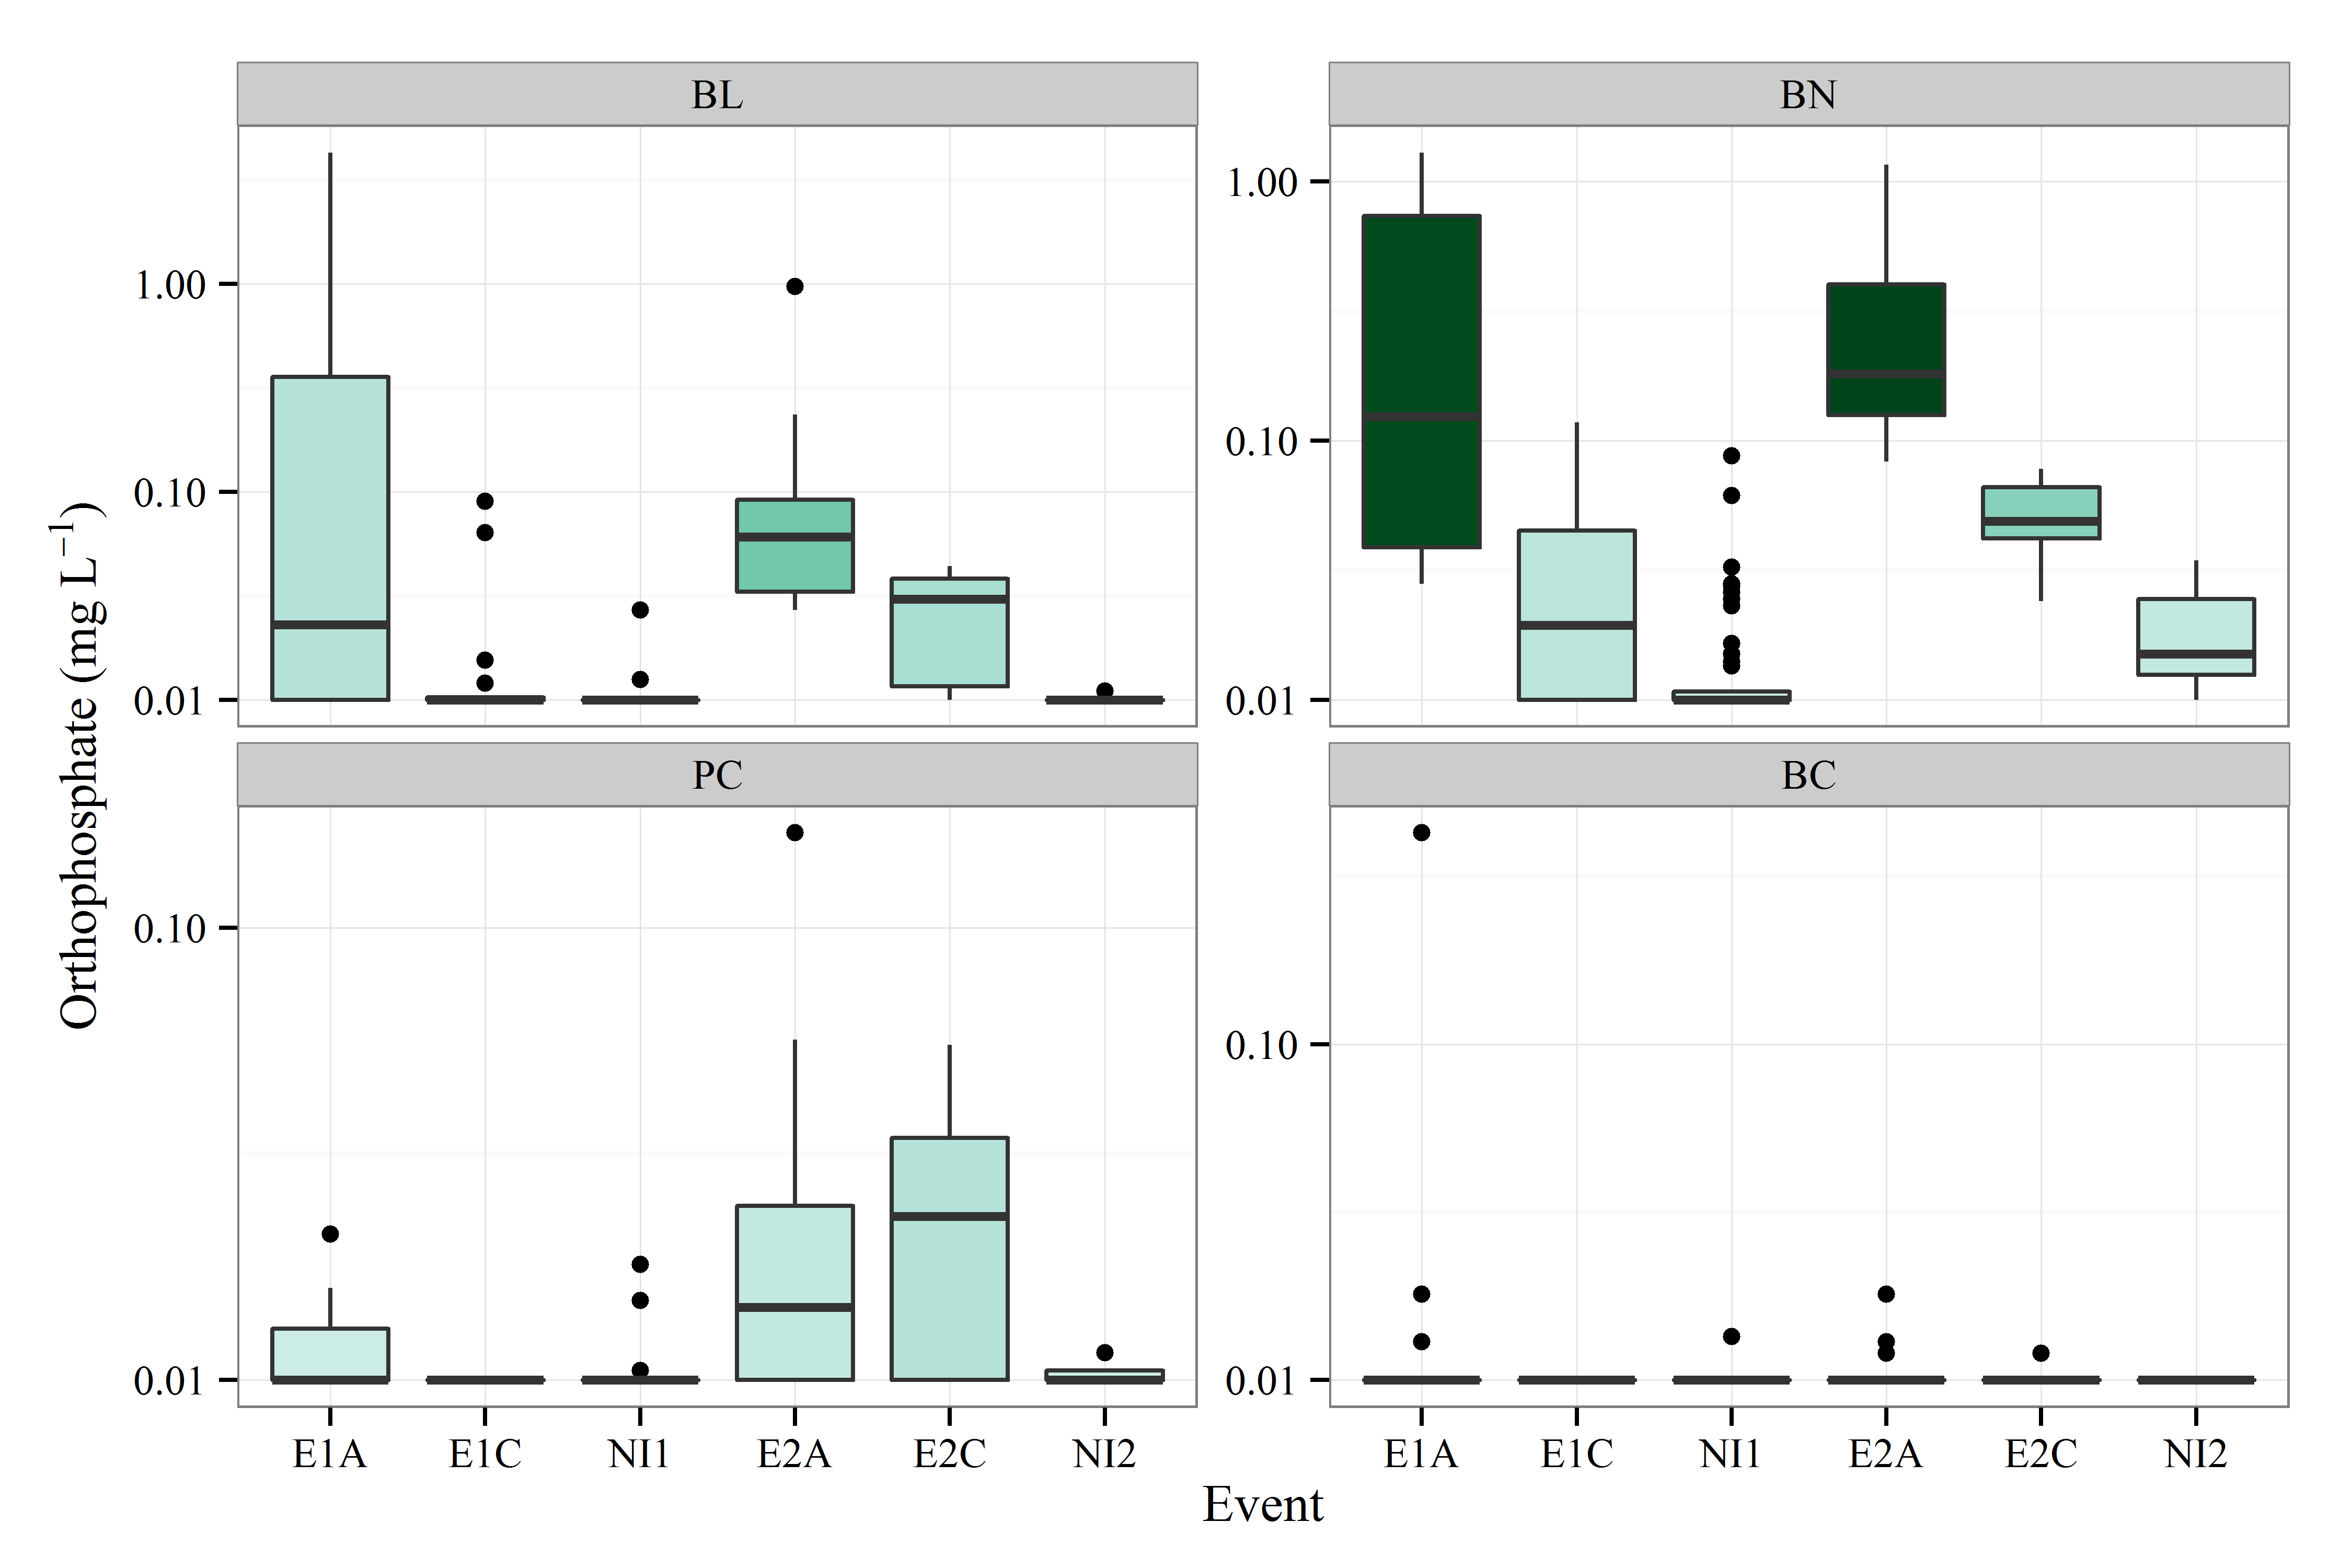 BL
BN
1.00
0.10
0.01
1.00
0.10
0.01
Orthophosphate (mg L⁻¹)
PC
BC
0.10
0.01
0.10
0.01
E1A E1C NI1 E2A E2C NI2
E1A E1C NI1 E2A E2C NI2
Event